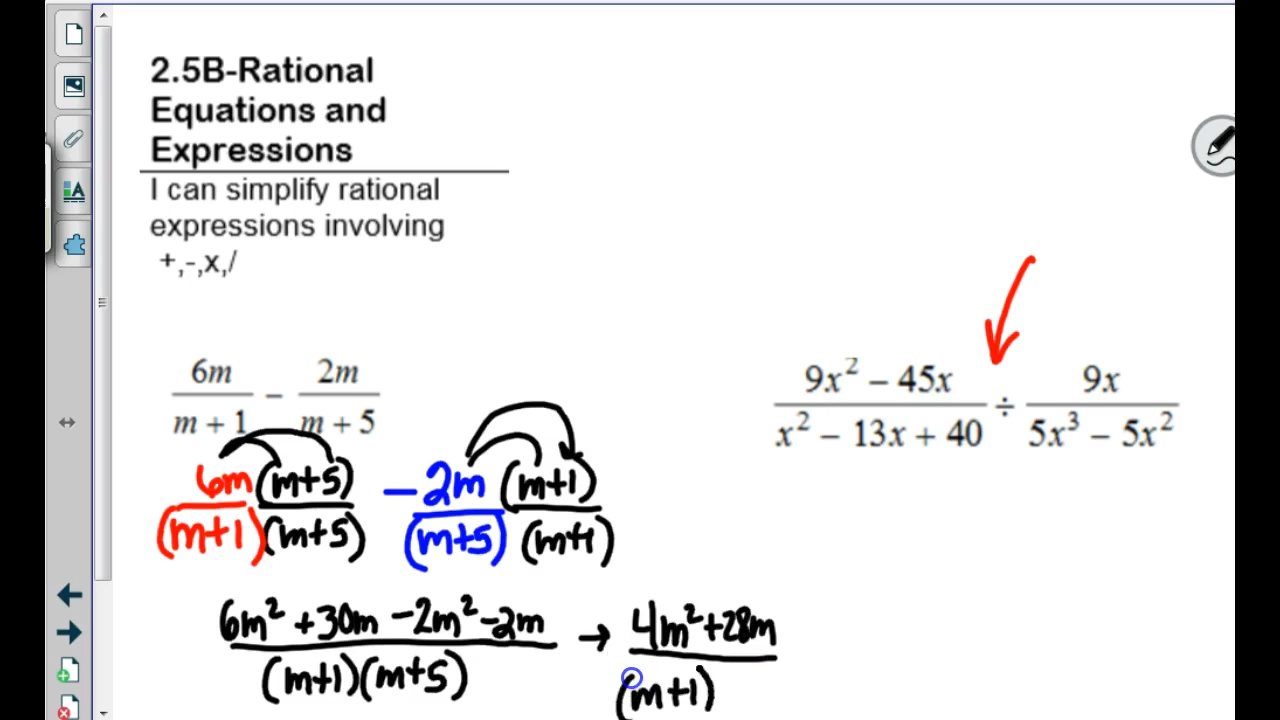 2.5B-Rational
Equations and
Expressions
I can simplify rational
expressions involving
+,-,x,/
6m/(m + 1) − 2m/(m + 5)
(9x² − 45x)/(x² − 13x + 40) ÷ 9x/(5x³ − 5x²)
6m(m+5)/(m+1)(m+5) − 2m(m+1)/(m+5)(m+1)
(6m² + 30m − 2m² − 2m)/(m+1)(m+5) → (4m² + 28m)/(m+1)